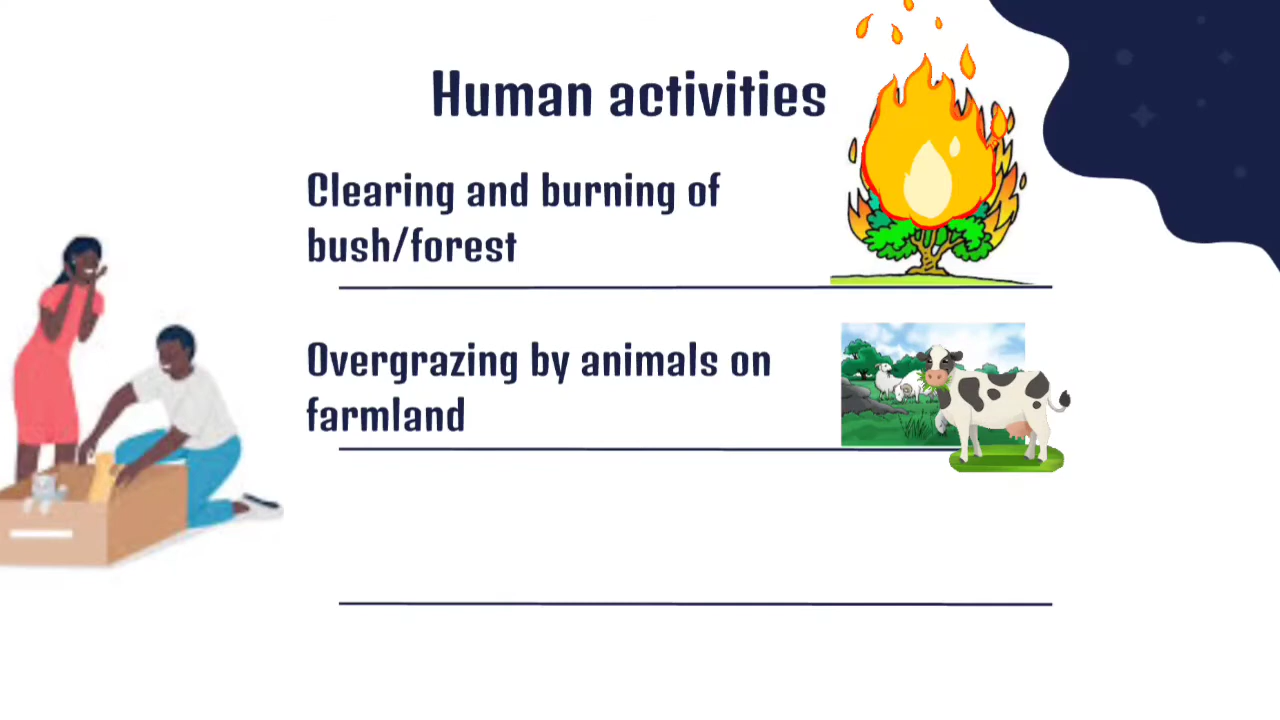 Human activities
Clearing and burning of
bush/forest
Overgrazing by animals on
farmland